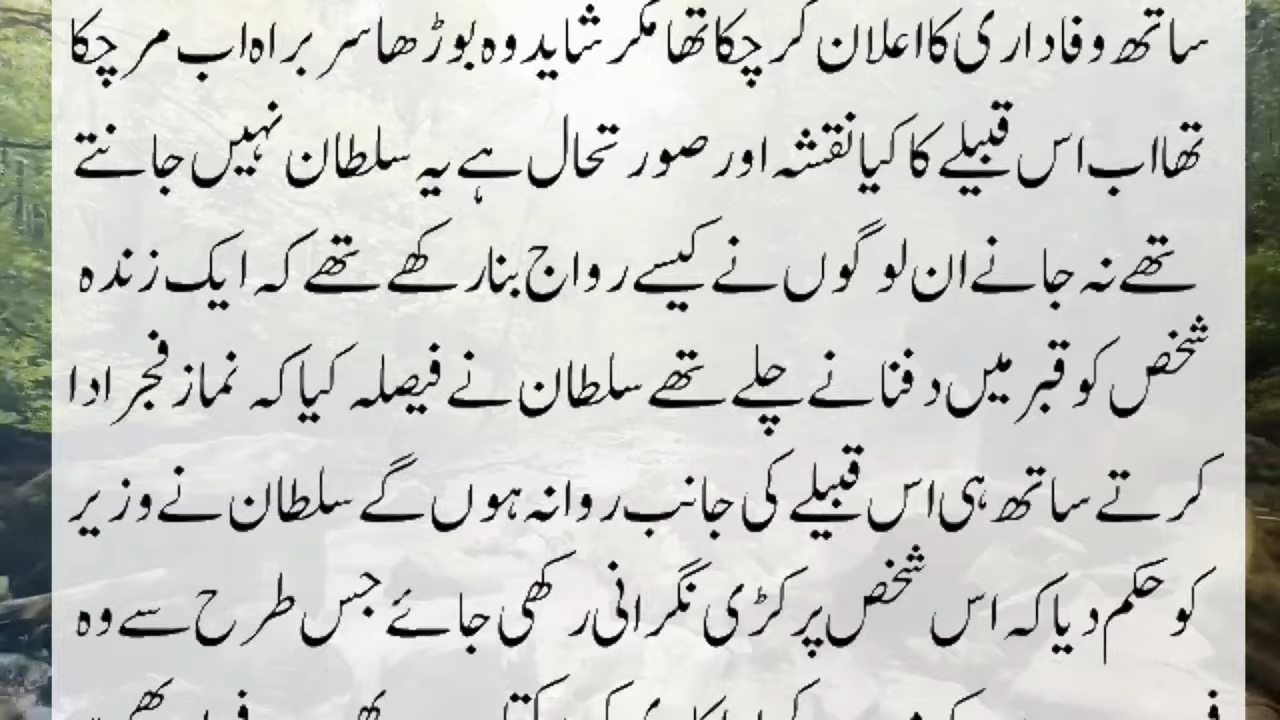 ساتھ وفاداری کا اعلان کر چکا تھا مگر شاید وہ بوڑھا سربراہ اب مر چکا
تھا اب اس قبیلے کا کیا نقشہ اور صورتحال ہے یہ سلطان نہیں جانتے
تھے نہ جانے ان لوگوں نے کیسے رواج بنا رکھے تھے کہ ایک زندہ
شخص کو قبر میں دفنانے چلے تھے سلطان نے فیصلہ کیا کہ نماز فجر ادا
کرتے ساتھ ہی اس قبیلے کی جانب روانہ ہوں گے سلطان نے وزیر
کو حکم دیا کہ اس شخص پر کڑی نگرانی رکھی جائے جس طرح سے وہ